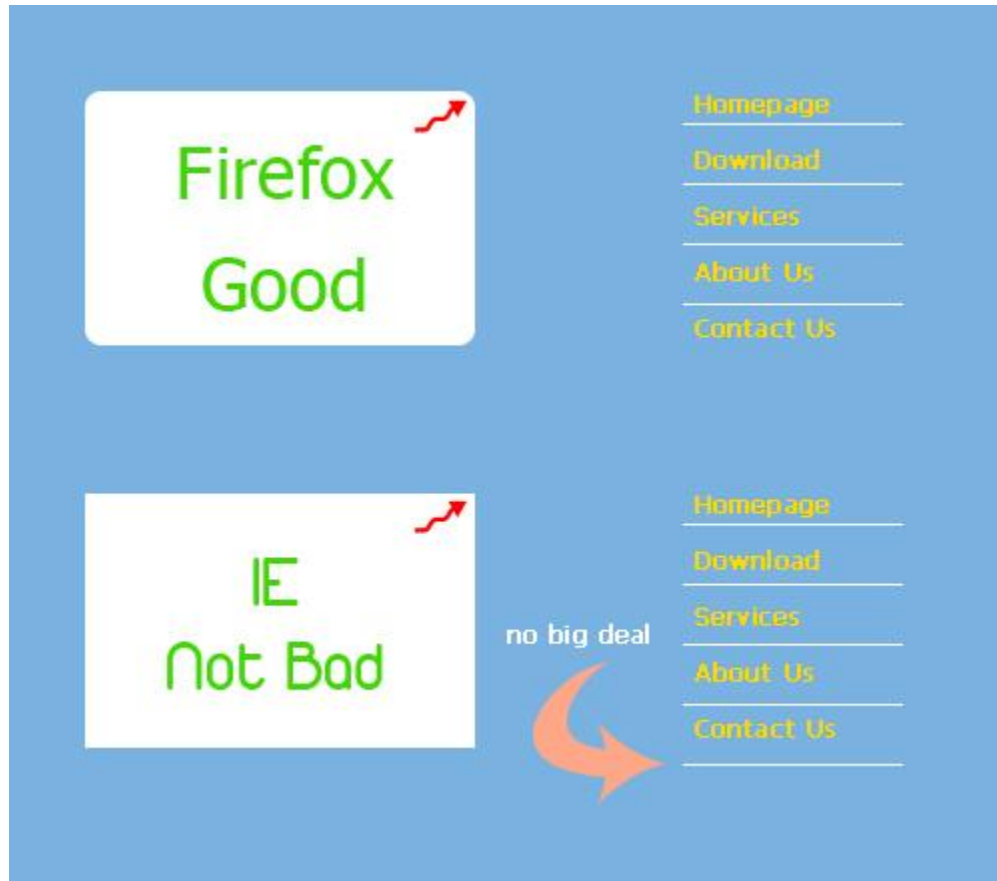 Firefox
Good
Homepage
Download
Services
About Us
Contact Us
IE
Not Bad
no big deal
Homepage
Download
Services
About Us
Contact Us